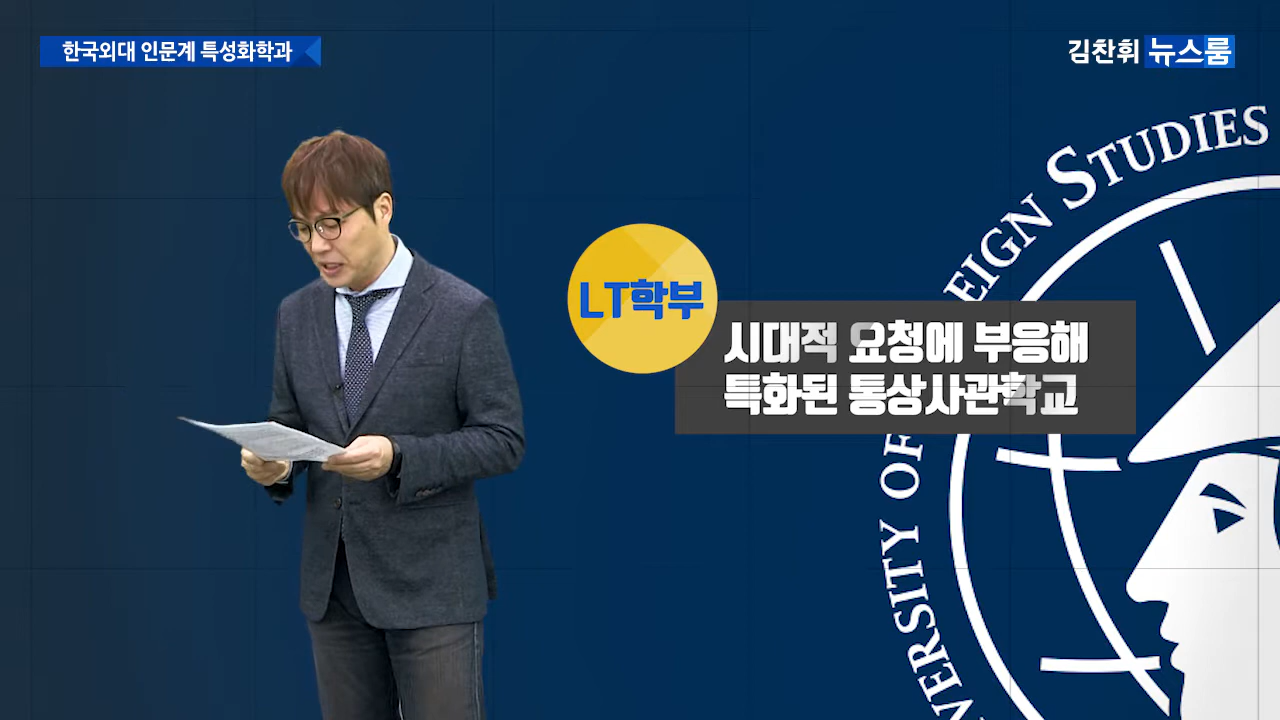 한국외대 인문계 특성화학과
김찬휘 뉴스룸
LT학부
시대적 요청에 부응해
특화된 통상사관학교
VERSITY OF EIGN STUDIES